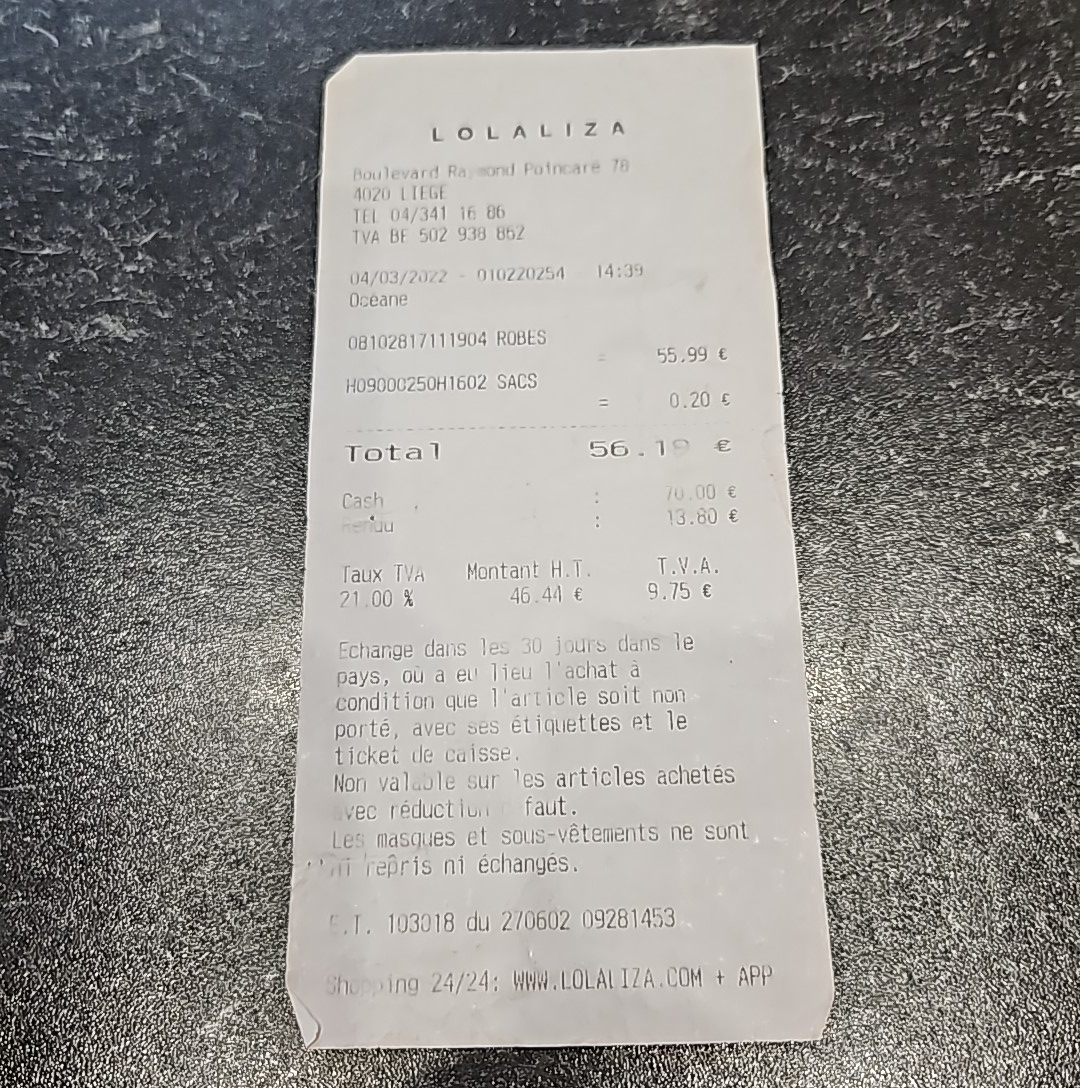 LOLALIZA
Boulevard Raymond Poincaré 78
4020 LIEGE
TEL 04/341 16 86
TVA BE 502 938 862
04/03/2022 - 010220254 14:39
Océane
08102817111904 ROBES
= 55.99 €
H09000250H1602 SACS
= 0.20 €
Total 56.19 €
Cash : 70.00 €
Rendu : 13.80 €
Taux TVA Montant H.T. T.V.A.
21.00 % 46.44 € 9.75 €
Echange dans les 30 jours dans le
pays, où a eu lieu l'achat à
condition que l'article soit non
porté, avec ses étiquettes et le
ticket de caisse.
Non valable sur les articles achetés
avec réduction faut.
Les masques et sous-vêtements ne sont
ni repris ni échangés.
E.T. 103018 du 270602 09281453
Shopping 24/24: WWW.LOLALIZA.COM + APP